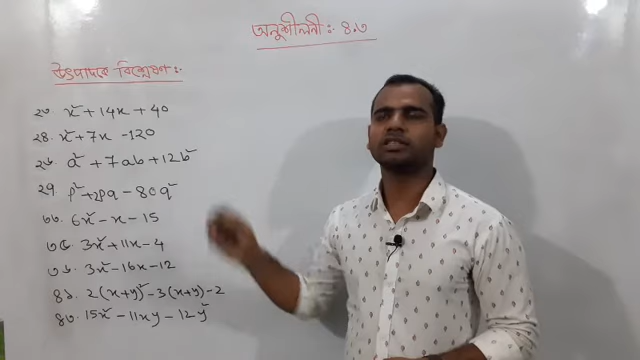 অনুশীলনী:- ৪.৩
উৎপাদকে বিশ্লেষণ:-
২৩. x² + 14x + 40
২৪. x² + 7x - 120
২৬. a² + 7ab + 12b²
২৭. p² + 2pq - 80q²
৩৩. 6x² - x - 15
৩৫. 3x² + 11x - 4
৩৬. 3x² - 16x - 12
৪১. 2(x+y)² - 3(x+y) - 2
৪৩. 15x² - 11xy - 12y²